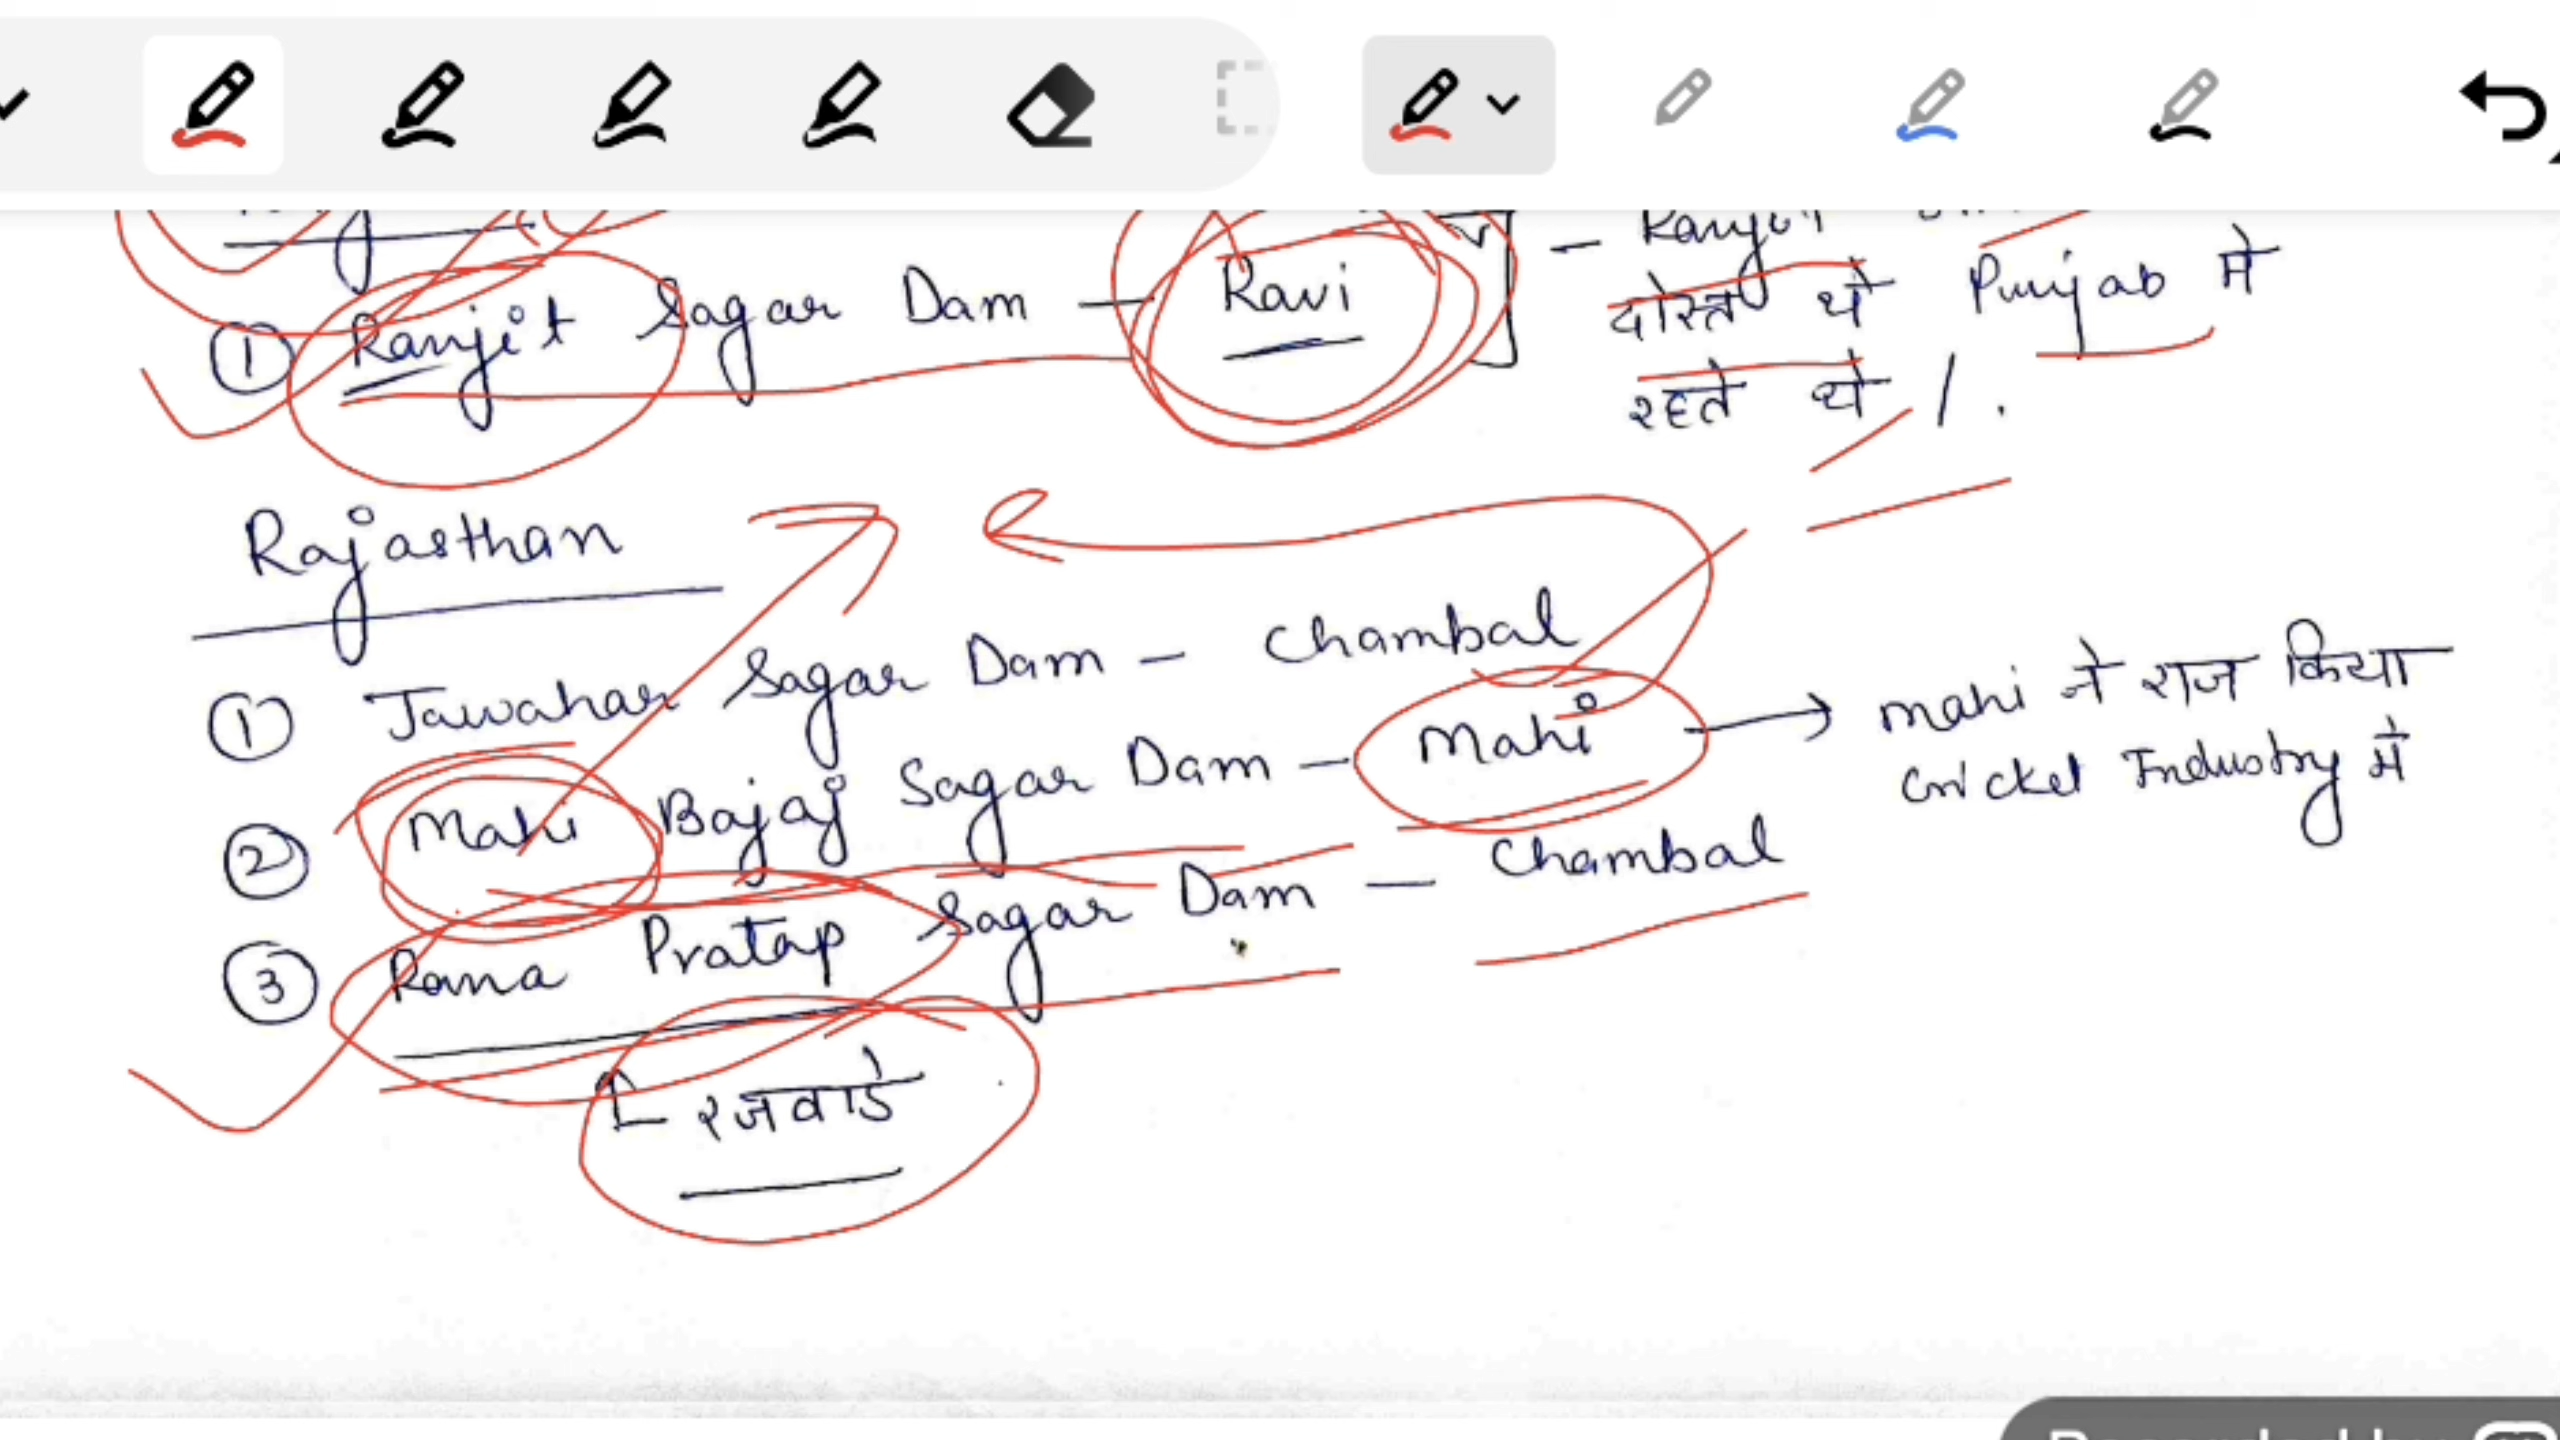 ① Ranjit Sagar Dam — Ravi
दोस्त थे Punjab मे
रहते थे /.
Rajasthan
① Jawahar Sagar Dam - Chambal
② Mahi Bajaj Sagar Dam - Mahi → mahi ने राज किया
Cricket Industry मे
③ Rana Pratap Sagar Dam - Chambal
रजवाडे